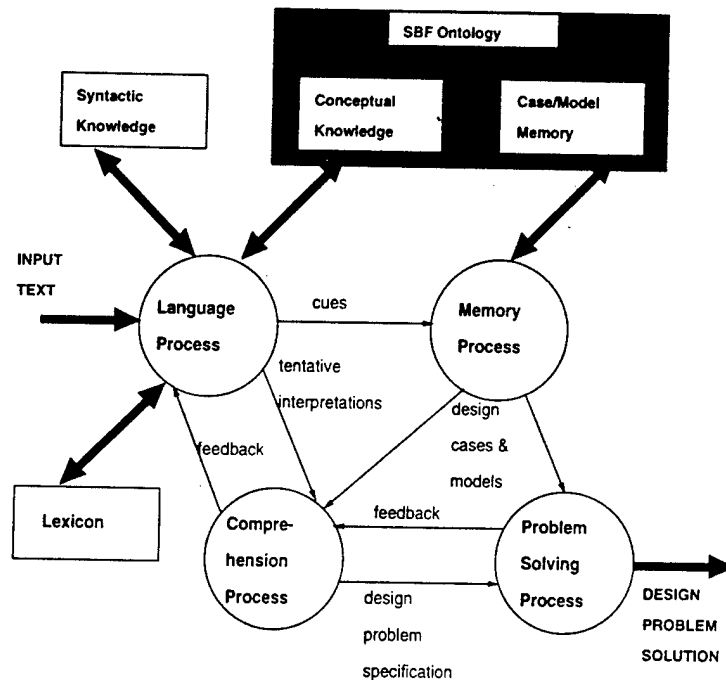 SBF Ontology
Syntactic
Knowledge
Conceptual
Knowledge
Case/Model
Memory
INPUT
TEXT
Language
Process
cues
Memory
Process
tentative
interpretations
design
cases &
models
feedback
feedback
Lexicon
Compre-
hension
Process
Problem
Solving
Process
design
problem
specification
DESIGN
PROBLEM
SOLUTION